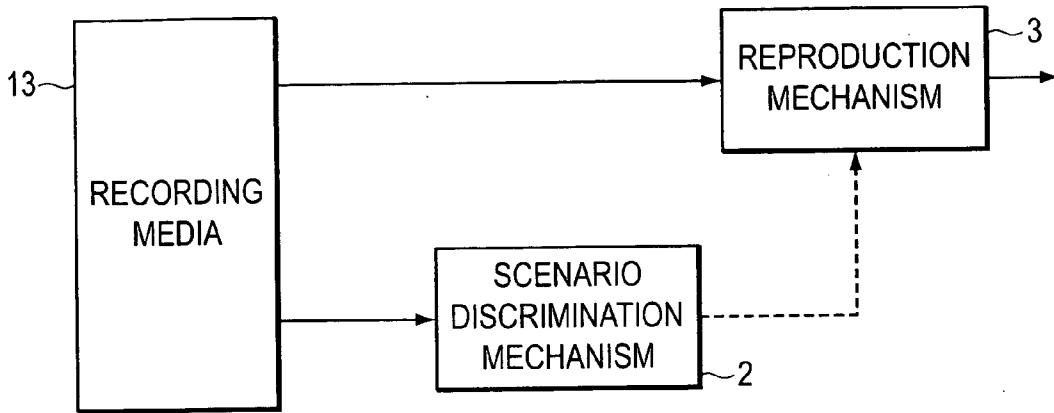 13
RECORDING
MEDIA
REPRODUCTION
MECHANISM
3
SCENARIO
DISCRIMINATION
MECHANISM
2